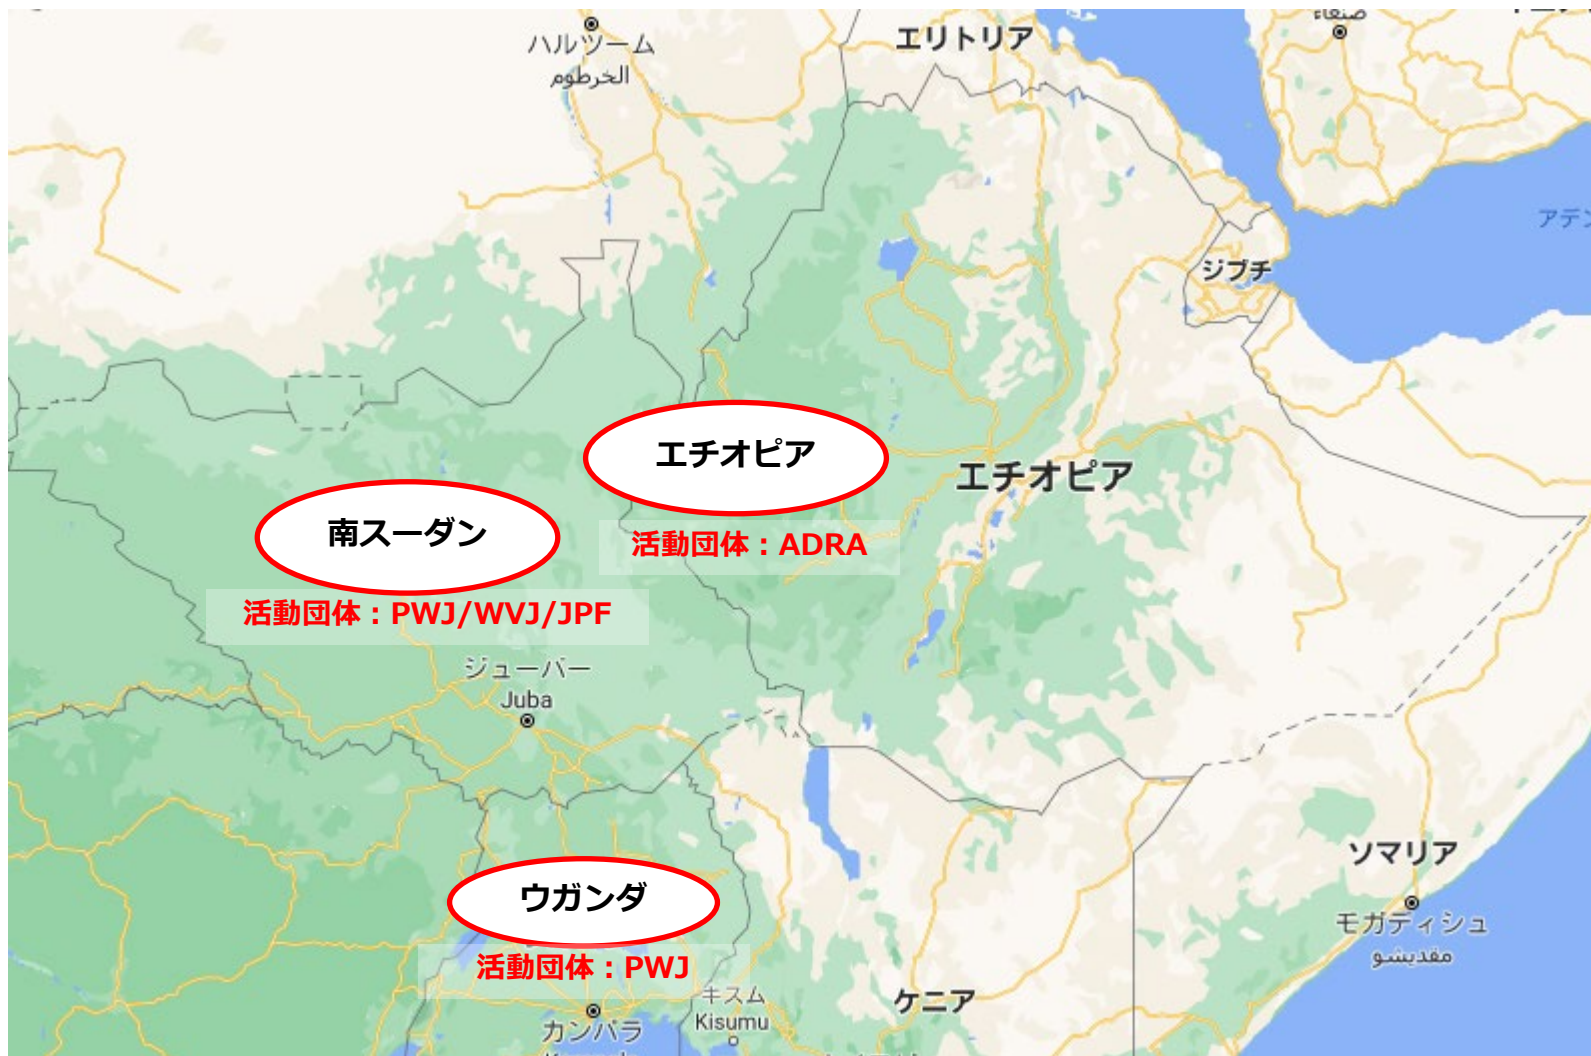 ハルツーム
الخرطوم
エリトリア
صنعاء
アデン
ジブチ
エチオピア
エチオピア
活動団体：ADRA
南スーダン
活動団体：PWJ/WVJ/JPF
ジューバー
Juba
ソマリア
モガディシュ
مقديشو
ウガンダ
活動団体：PWJ
キスム
Kisumu
ケニア
カンパラ